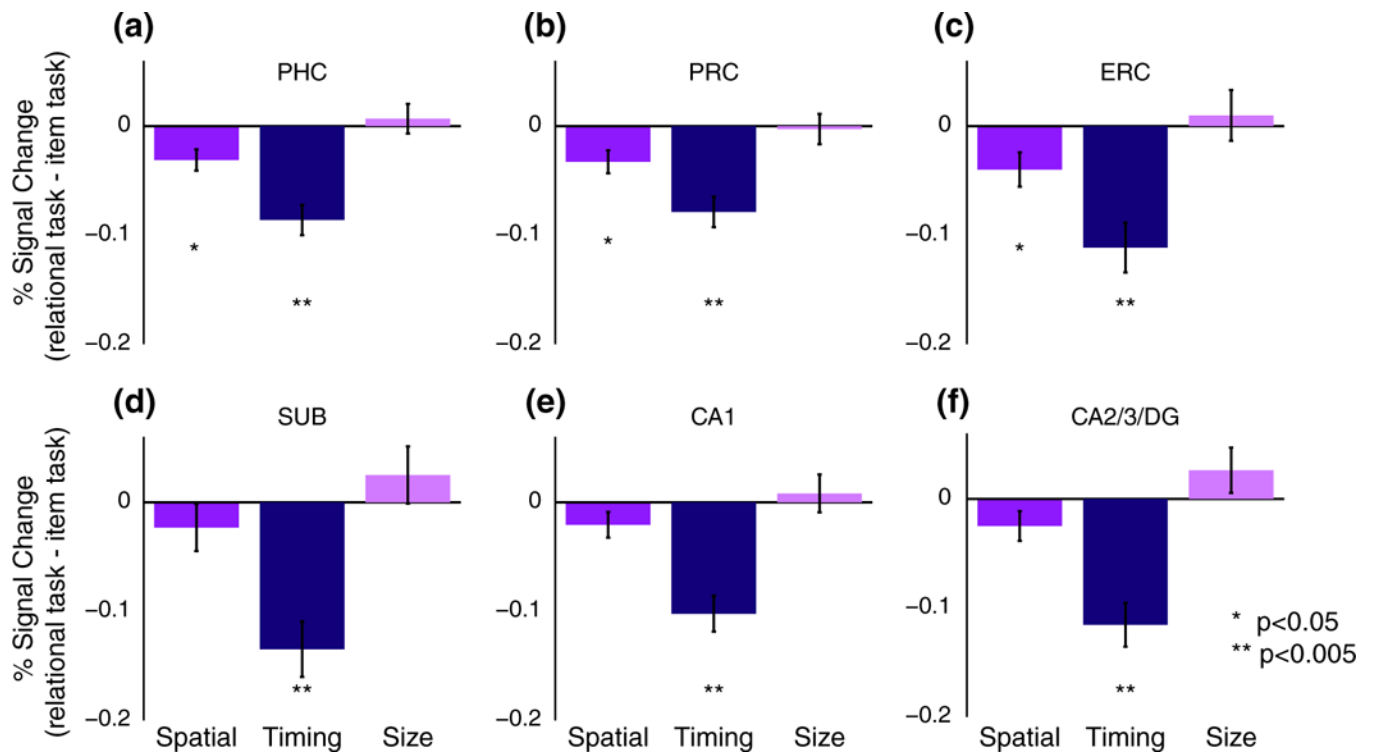 (a) (b) (c)
PHC PRC ERC
% Signal Change
(relational task - item task)
0 0 0
−0.1 −0.1 −0.1
* * *
** ** **
−0.2 −0.2 −0.2
(d) (e) (f)
SUB CA1 CA2/3/DG
% Signal Change
(relational task - item task)
0 0 0
−0.1 −0.1 −0.1
* p<0.05
** p<0.005
** ** **
−0.2 −0.2 −0.2
Spatial Timing Size Spatial Timing Size Spatial Timing Size